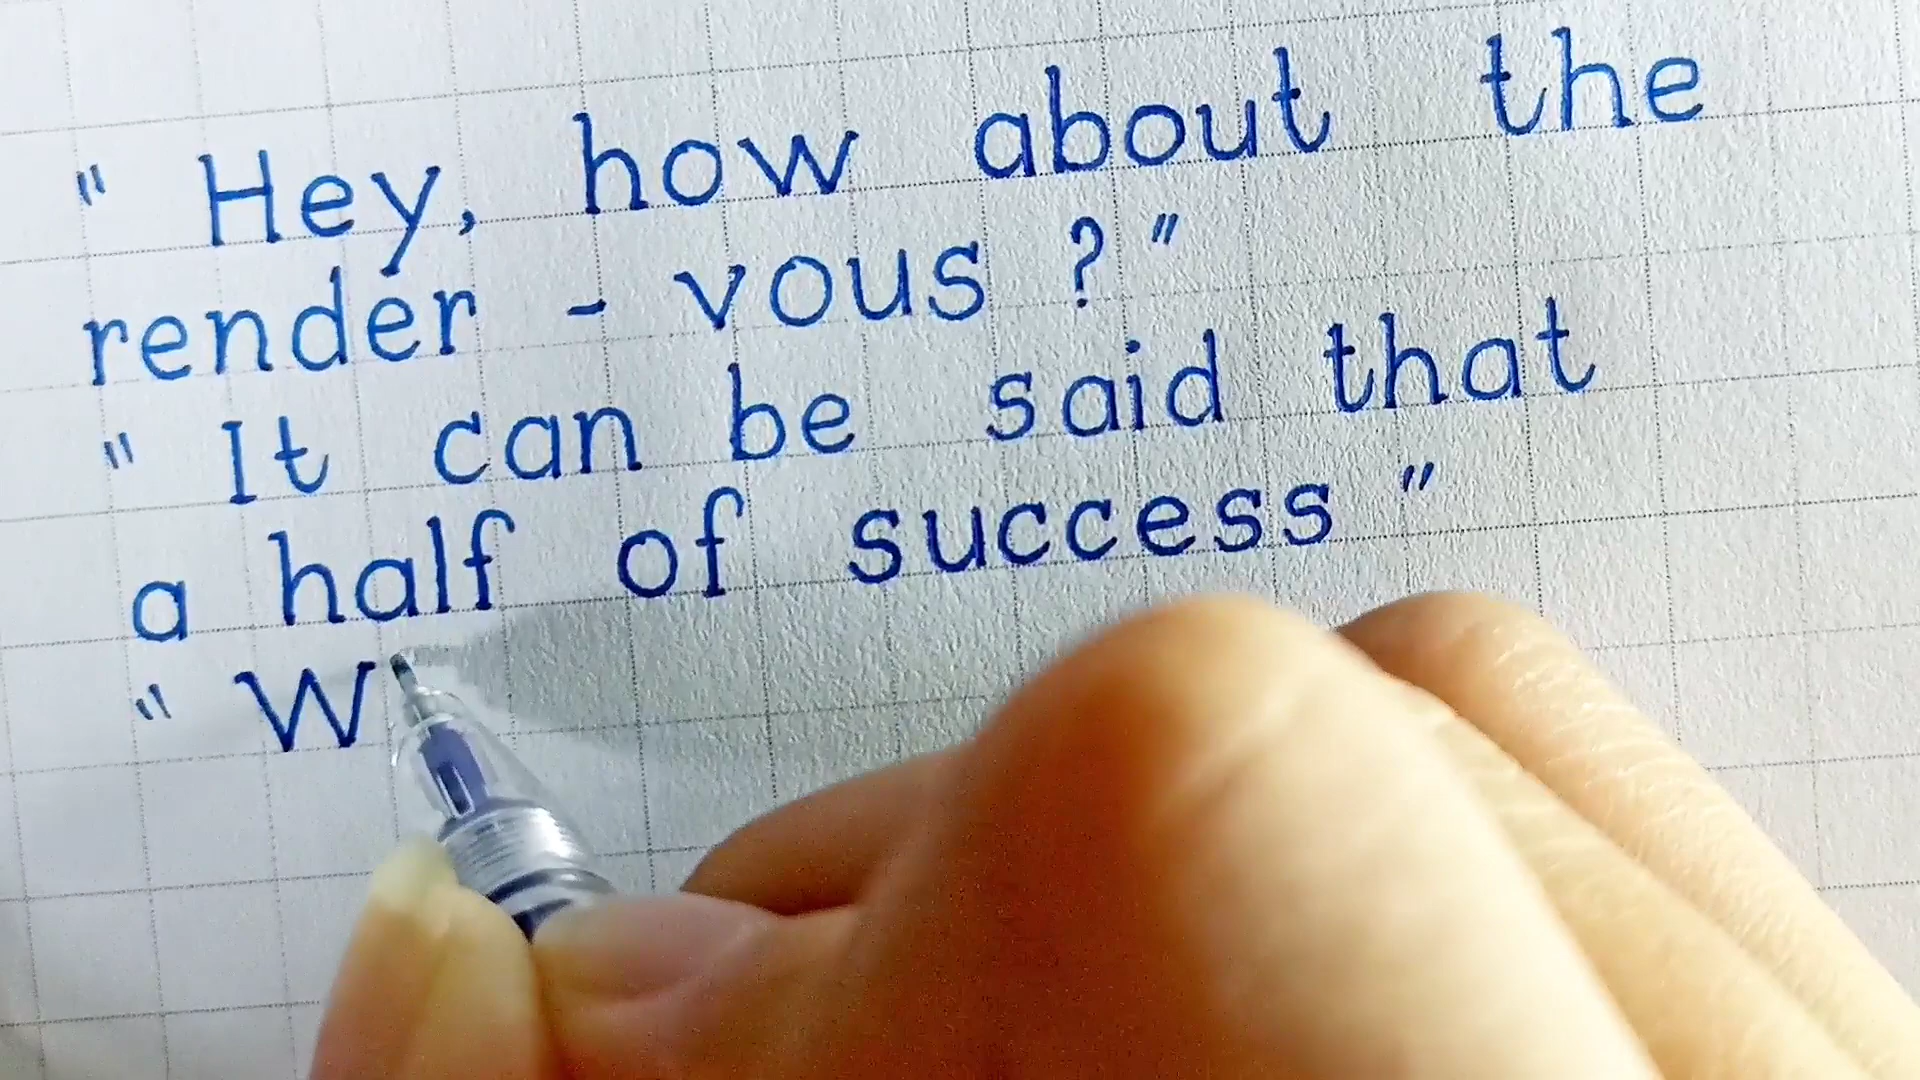 " Hey, how about the
render - vous ? "
" It can be said that
a half of success "
" W